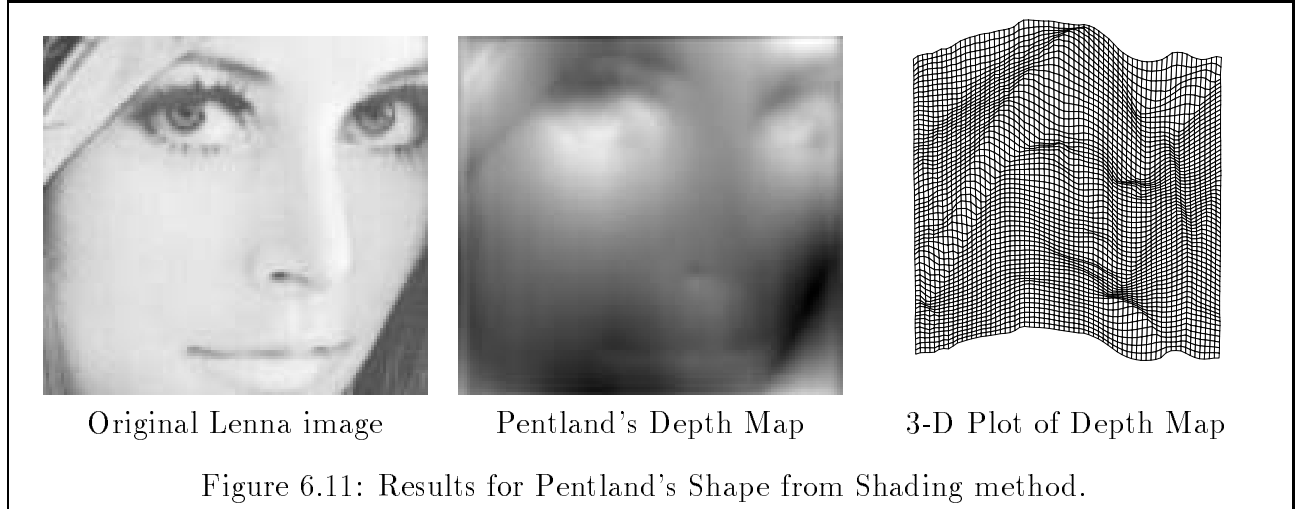 Original Lenna image
Pentland's Depth Map
3-D Plot of Depth Map
Figure 6.11: Results for Pentland's Shape from Shading method.